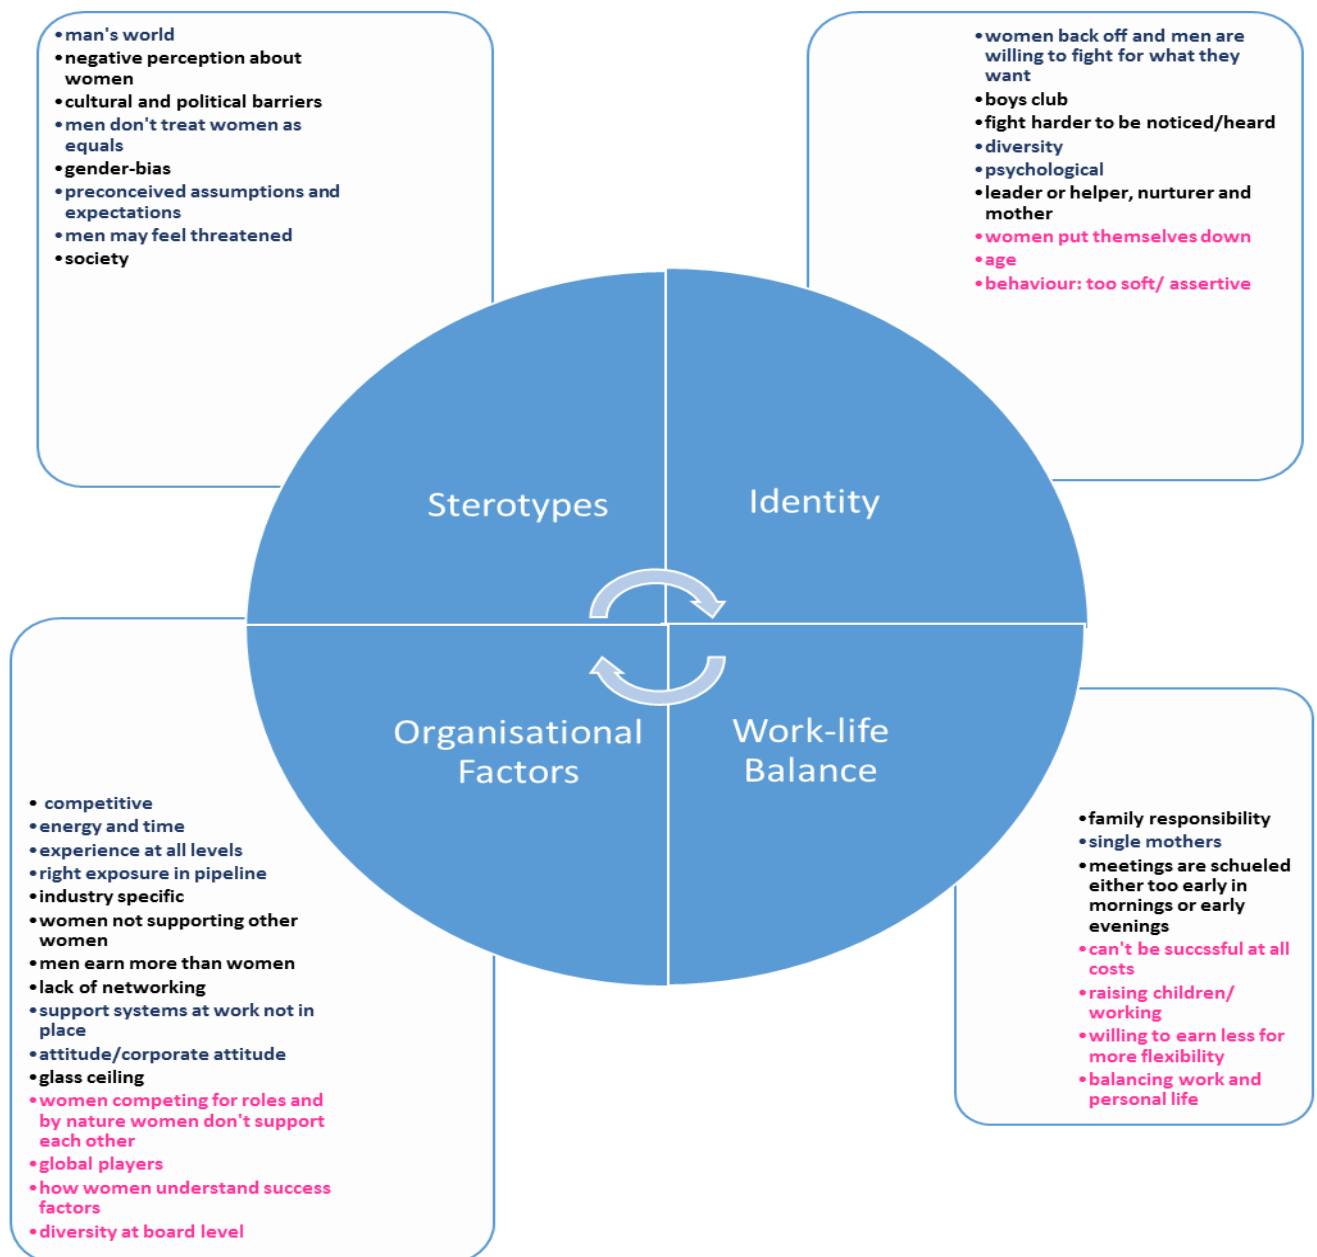 •man's world
•negative perception about
women
•cultural and political barriers
•men don't treat women as
equals
•gender-bias
•preconceived assumptions and
expectations
•men may feel threatened
•society
•women back off and men are
willing to fight for what they
want
•boys club
•fight harder to be noticed/heard
•diversity
•psychological
•leader or helper, nurturer and
mother
•women put themselves down
•age
•behaviour: too soft/ assertive
Sterotypes
Identity
Organisational
Factors
Work-life
Balance
• competitive
•energy and time
•experience at all levels
•right exposure in pipeline
•industry specific
•women not supporting other
women
•men earn more than women
•lack of networking
•support systems at work not in
place
•attitude/corporate attitude
•glass ceiling
•women competing for roles and
by nature women don't support
each other
•global players
•how women understand success
factors
•diversity at board level
•family responsibility
•single mothers
•meetings are schueled
either too early in
mornings or early
evenings
•can't be succssful at all
costs
•raising children/
working
•willing to earn less for
more flexibility
•balancing work and
personal life